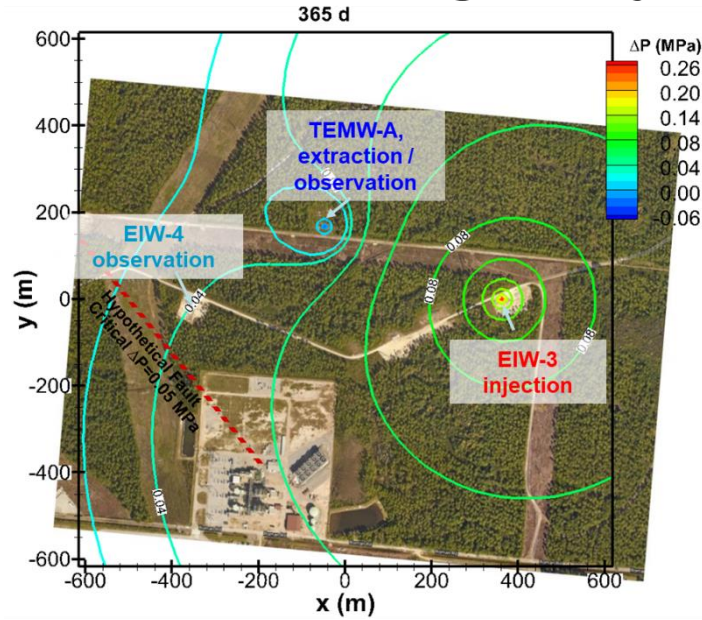 365 d
ΔP (MPa)
0.26
0.20
0.14
0.08
0.04
0.00
-0.06
600
400
200
0
-200
-400
-600
y (m)
TEMW-A,
extraction /
observation
EIW-4
observation
EIW-3
injection
Hypothetical Fault
Critical ΔP=0.05 MPa
0.08
0.08
0.08
0.08
0.04
0.04
-600
-400
-200
0
200
400
600
x (m)